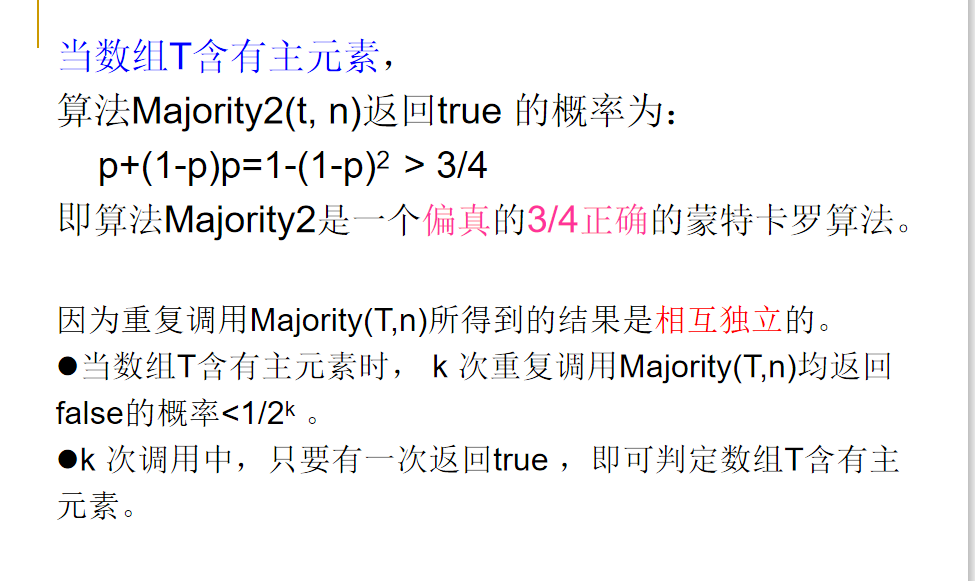 当数组T含有主元素，
算法Majority2(t, n)返回true 的概率为：
p+(1-p)p=1-(1-p)² > 3/4
即算法Majority2是一个偏真的3/4正确的蒙特卡罗算法。
因为重复调用Majority(T,n)所得到的结果是相互独立的。
●当数组T含有主元素时， k 次重复调用Majority(T,n)均返回
false的概率<1/2ᵏ 。
●k 次调用中，只要有一次返回true ，即可判定数组T含有主
元素。